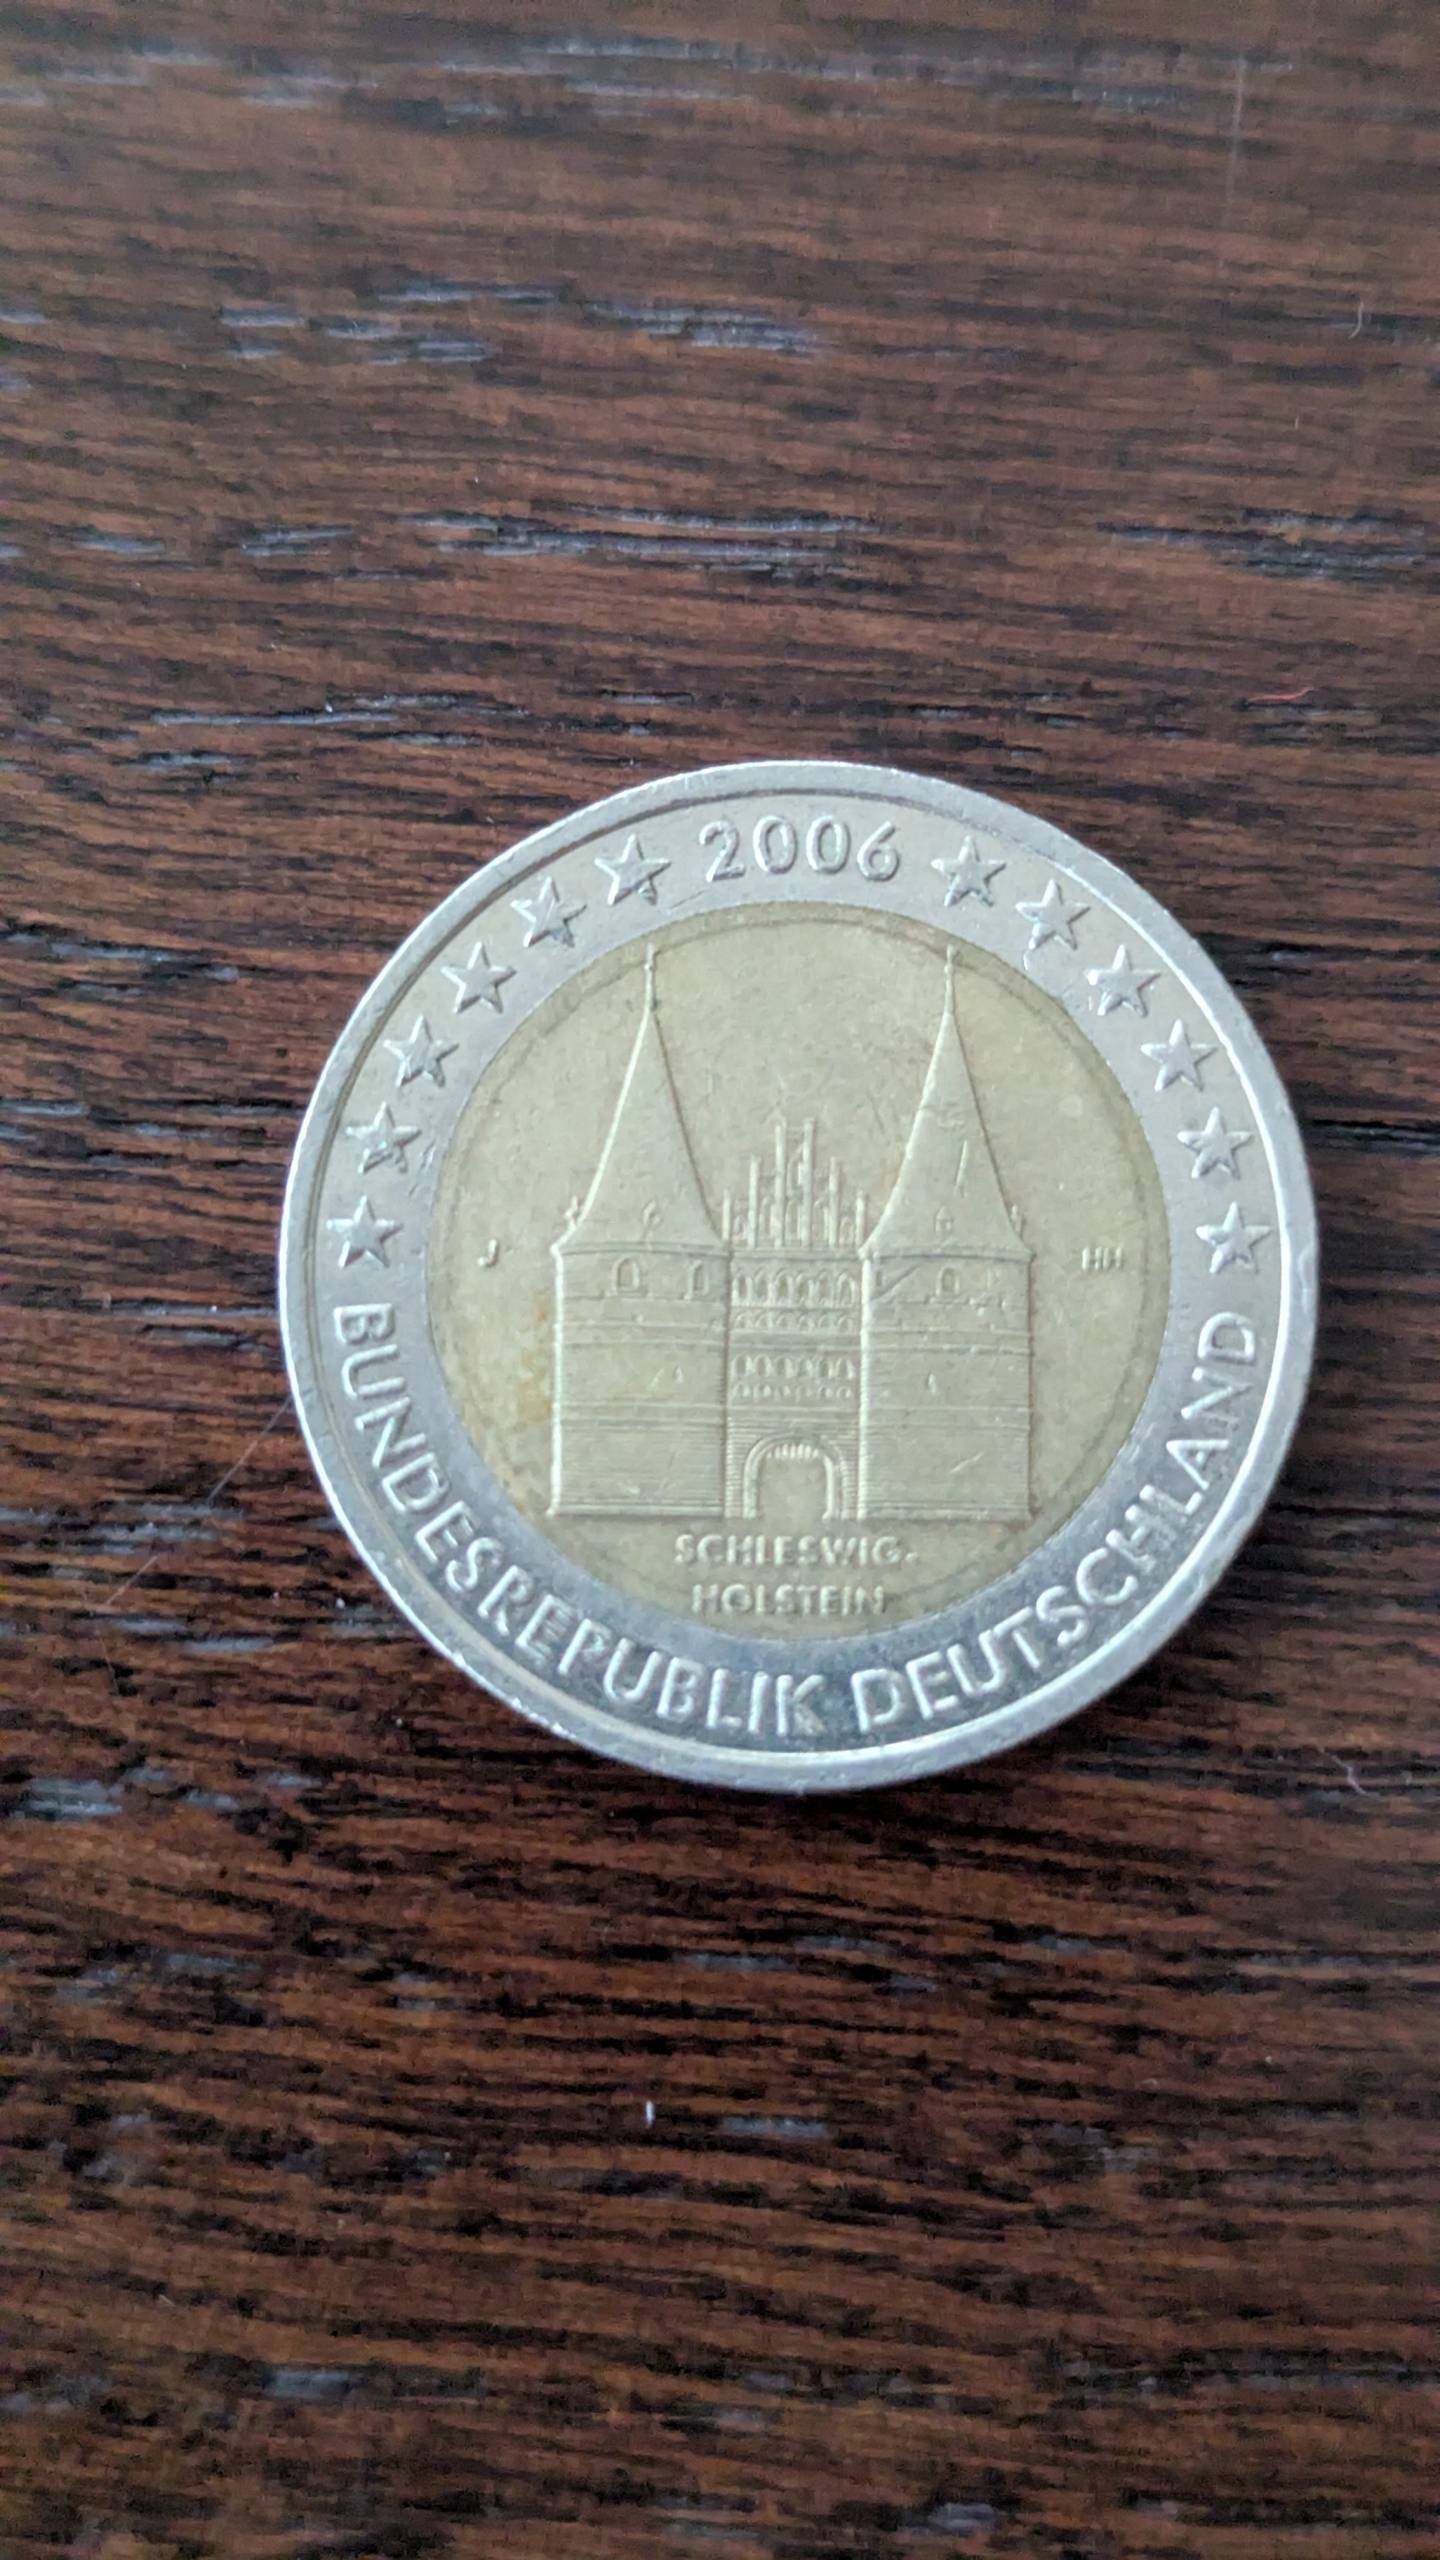 2006
J
HH
SCHLESWIG-
HOLSTEIN
BUNDESREPUBLIK DEUTSCHLAND